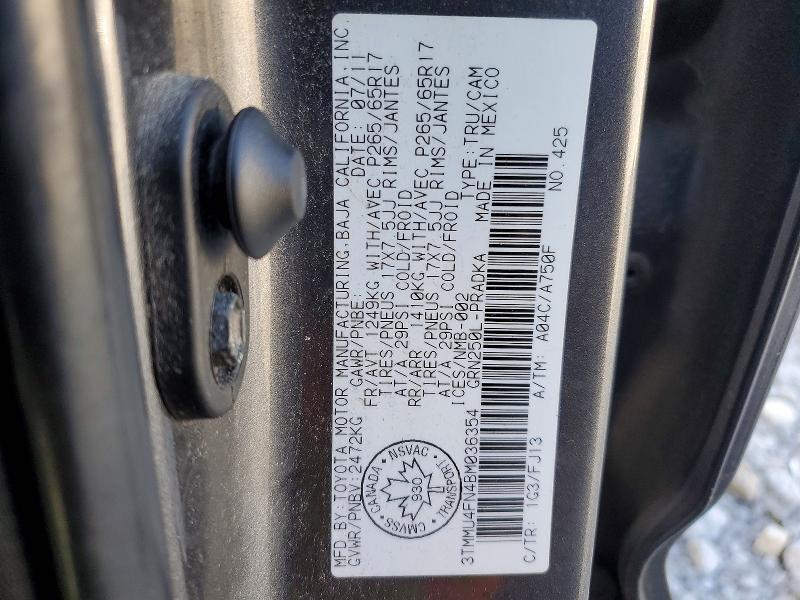 MFD.BY:TOYOTA MOTOR MANUFACTURING,BAJA CALIFORNIA,INC.
GVWR/PNBV:2472KG GAWR/PNBE: DATE: 07/11
FR/AVT 1249KG WITH/AVEC P265/65R17
TIRES/PNEUS 17X7.5JJ RIMS/JANTES
AT/A 29PSI COLD/FROID
RR/ARR 1410KG WITH/AVEC P265/65R17
TIRES/PNEUS 17X7.5JJ RIMS/JANTES
AT/A 29PSI COLD/FROID
ICES/NMB-002 TYPE:TRU/CAM
GRN250L-PRADKA MADE IN MEXICO
CANADA · NSVAC
930
CMVSS TRANSPORT
3TMMU4FN4BM036354
C/TR: 1G3/FJ13 A/TM: A04C/A750F NO.425